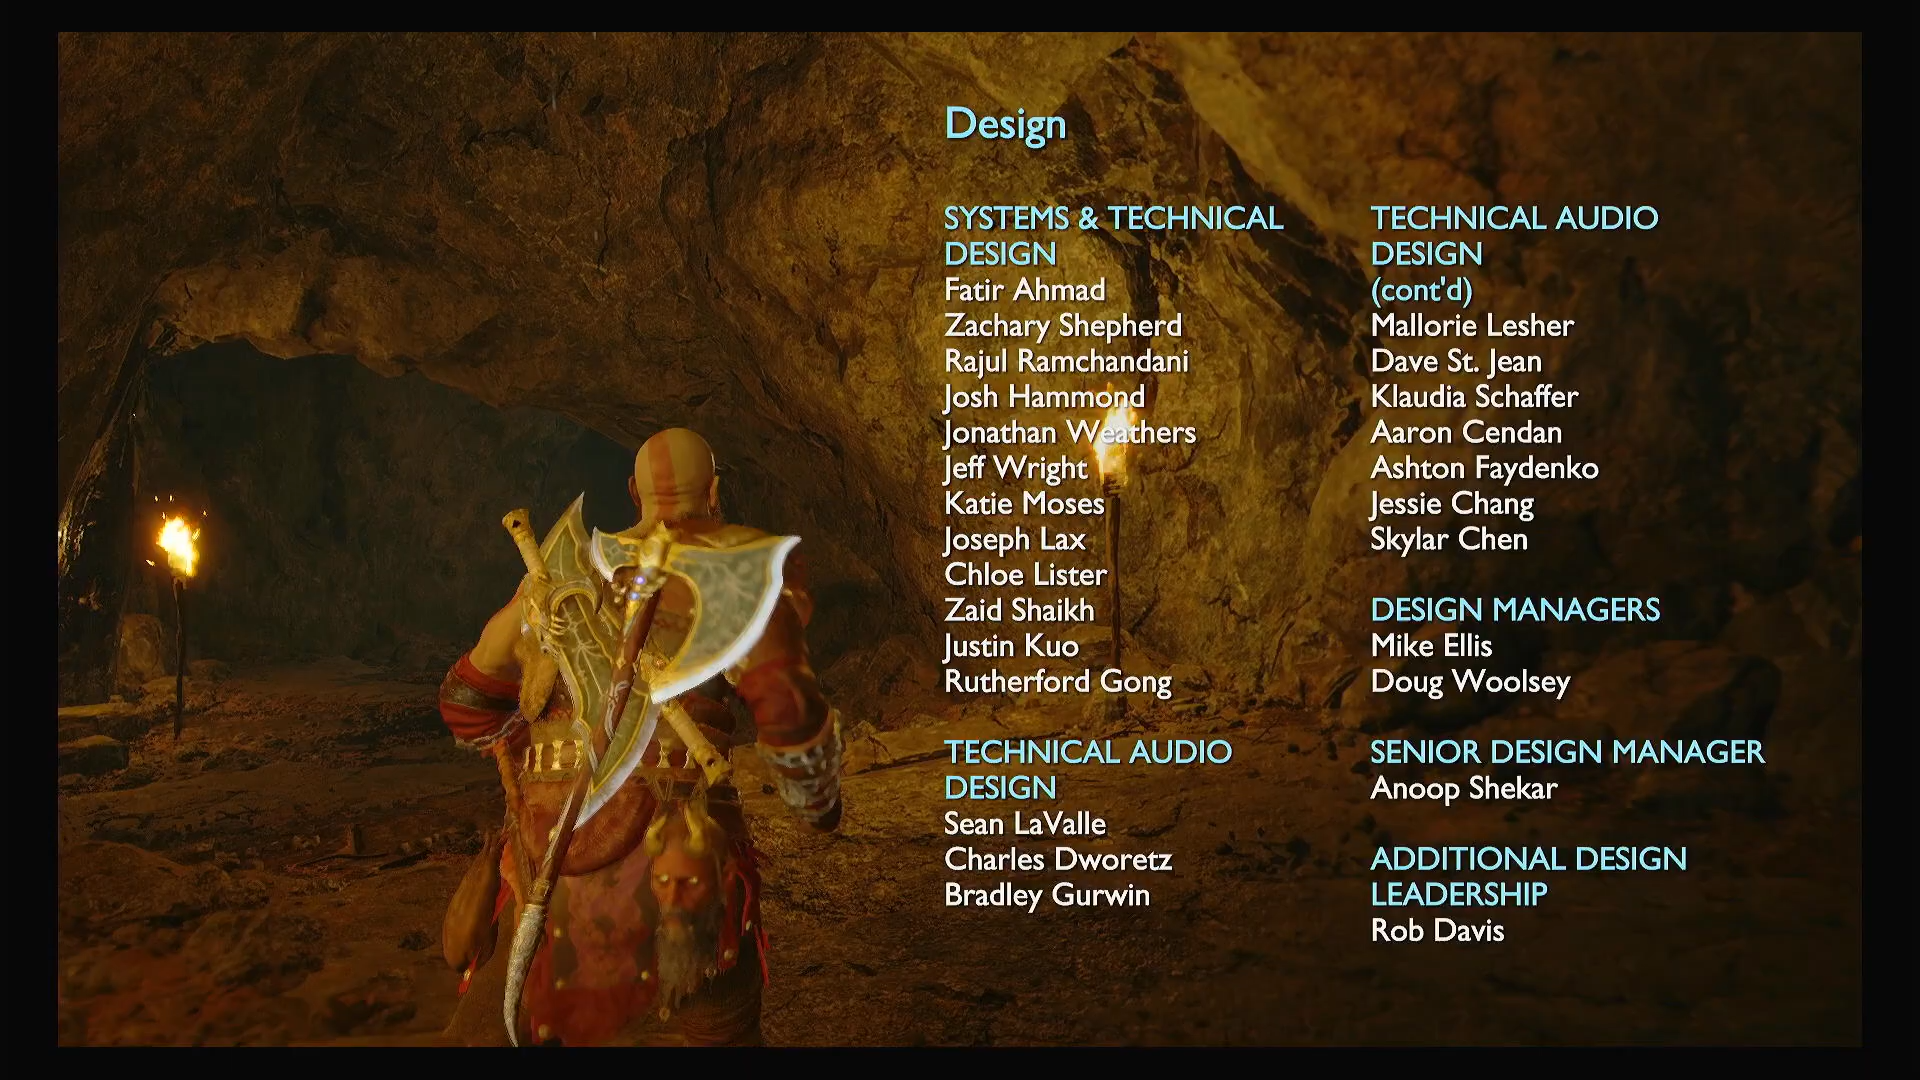 Design
SYSTEMS & TECHNICAL
DESIGN
Fatir Ahmad
Zachary Shepherd
Rajul Ramchandani
Josh Hammond
Jonathan Weathers
Jeff Wright
Katie Moses
Joseph Lax
Chloe Lister
Zaid Shaikh
Justin Kuo
Rutherford Gong
TECHNICAL AUDIO
DESIGN
Sean LaValle
Charles Dworetz
Bradley Gurwin
TECHNICAL AUDIO
DESIGN
(cont'd)
Mallorie Lesher
Dave St. Jean
Klaudia Schaffer
Aaron Cendan
Ashton Faydenko
Jessie Chang
Skylar Chen
DESIGN MANAGERS
Mike Ellis
Doug Woolsey
SENIOR DESIGN MANAGER
Anoop Shekar
ADDITIONAL DESIGN
LEADERSHIP
Rob Davis